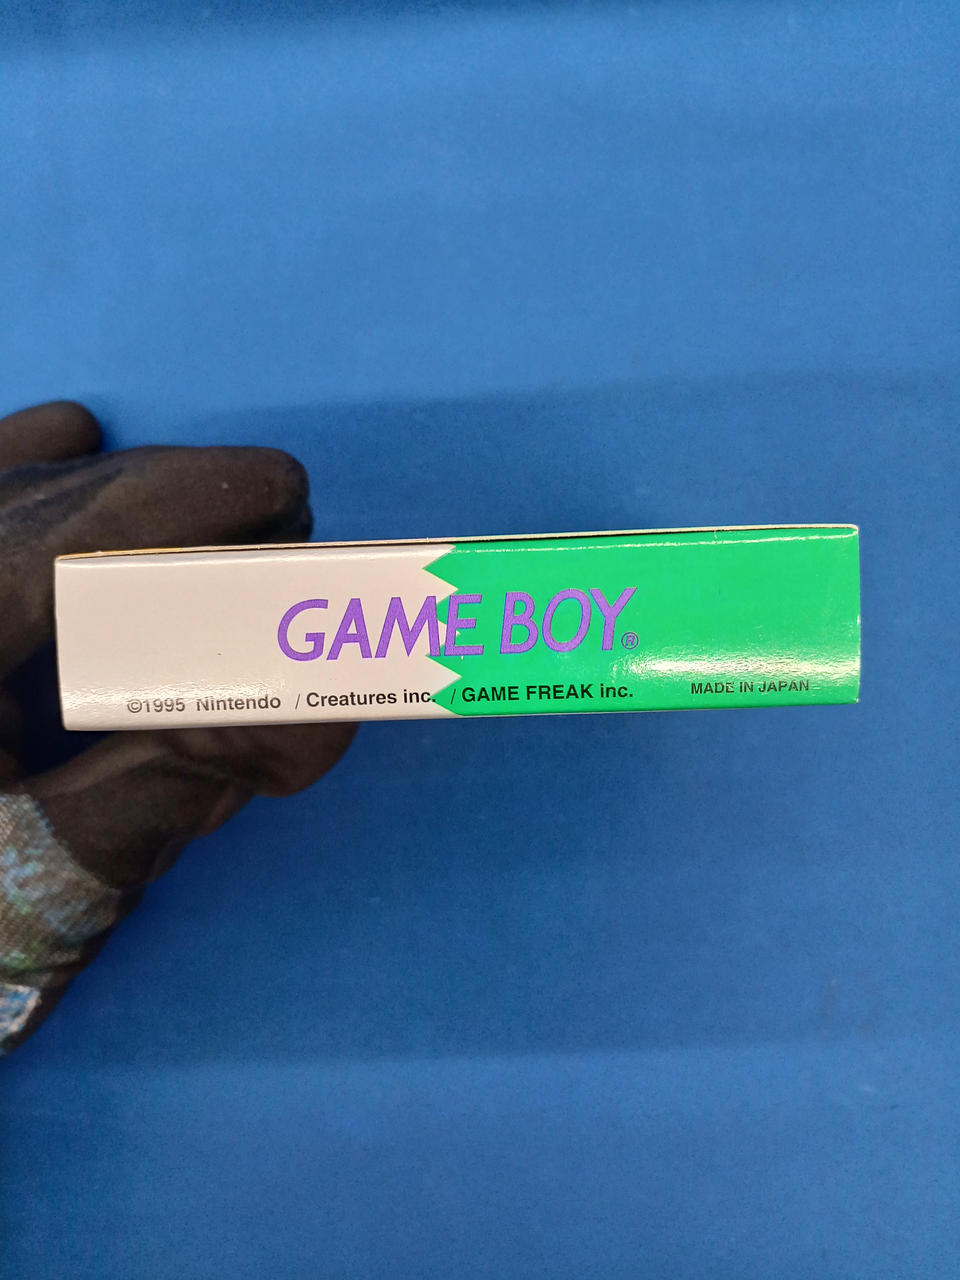 GAME BOY®
©1995 Nintendo / Creatures inc. / GAME FREAK inc. MADE IN JAPAN